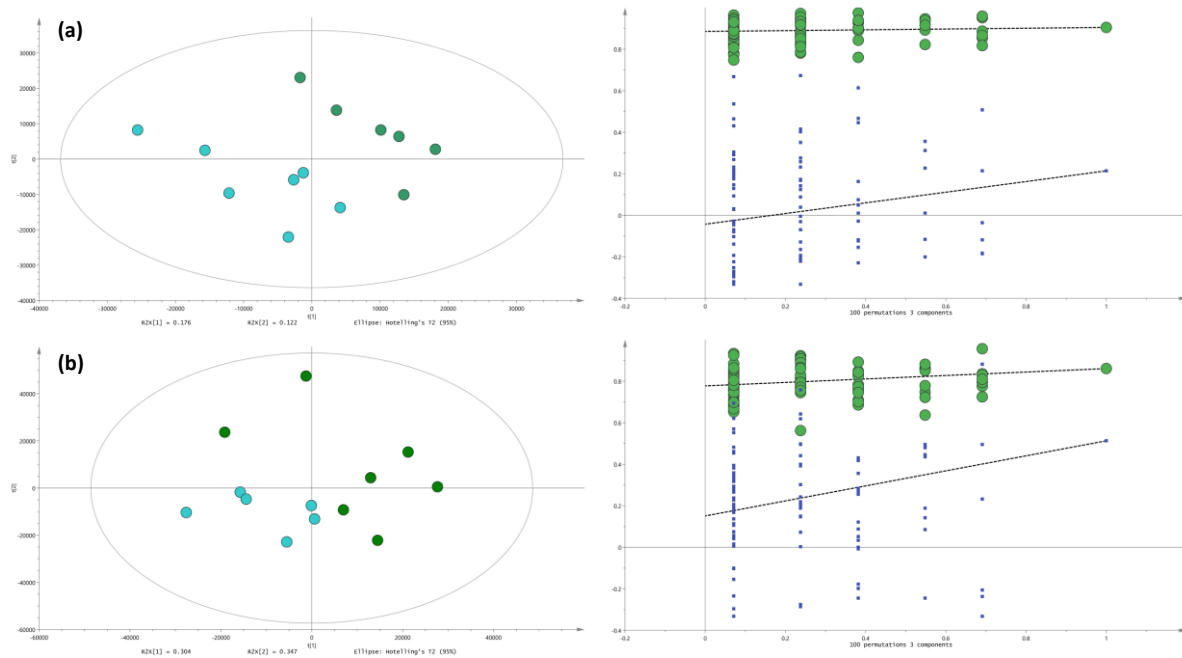 (a)
30000
20000
10000
0
-10000
-20000
-30000
-40000
t[2]
-40000 -30000 -20000 -10000 0 10000 20000 30000
t[1]
R2X[1] = 0.176 R2X[2] = 0.122 Ellipse: Hotelling's T2 (95%)
0.8
0.6
0.4
0.2
0
-0.2
-0.4
0 0.2 0.4 0.6 0.8 1
100 permutations 3 components
(b)
40000
20000
0
-20000
-40000
-60000
t[2]
-60000 -40000 -20000 0 20000 40000
t[1]
R2X[1] = 0.304 R2X[2] = 0.347 Ellipse: Hotelling's T2 (95%)
0.8
0.6
0.4
0.2
0
-0.2
-0.4
0 0.2 0.4 0.6 0.8 1
100 permutations 3 components